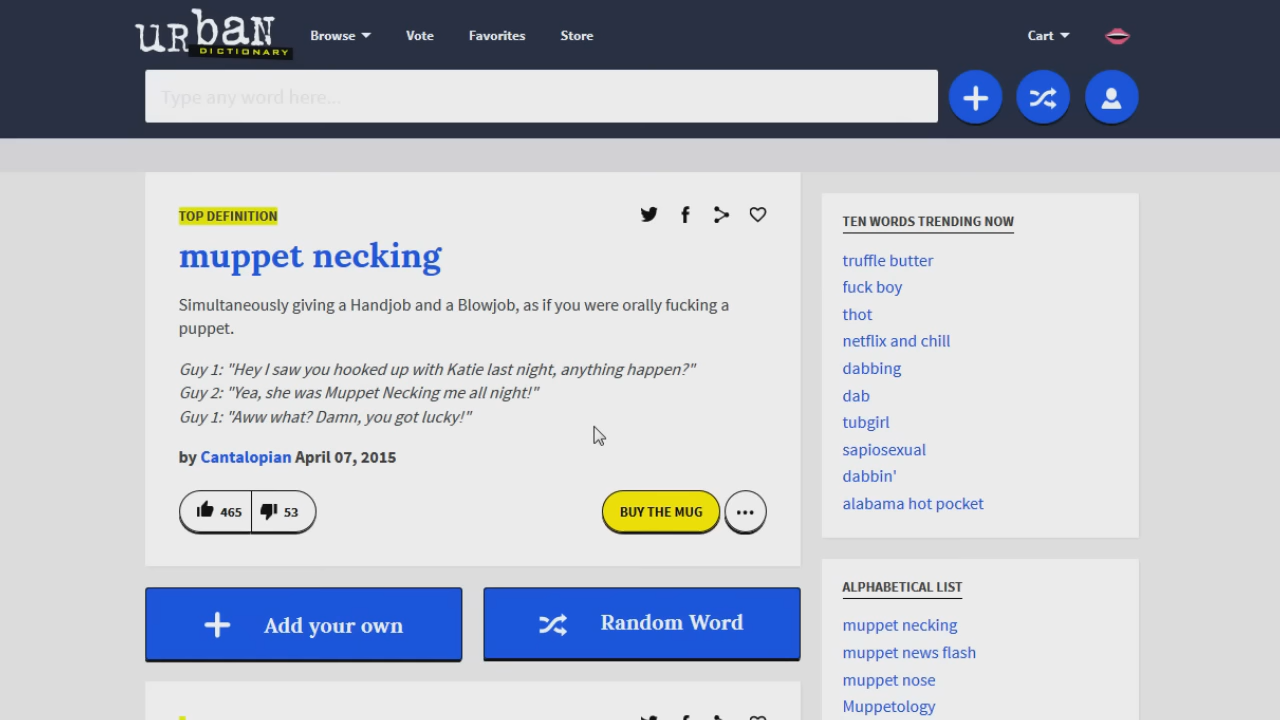 urban
DICTIONARY
Browse
Vote
Favorites
Store
Cart
Type any word here...
TOP DEFINITION
muppet necking
Simultaneously giving a Handjob and a Blowjob, as if you were orally fucking a
puppet.
Guy 1: "Hey I saw you hooked up with Katie last night, anything happen?"
Guy 2: "Yea, she was Muppet Necking me all night!"
Guy 1: "Aww what? Damn, you got lucky!"
by Cantalopian April 07, 2015
465
53
BUY THE MUG
Add your own
Random Word
TEN WORDS TRENDING NOW
truffle butter
fuck boy
thot
netflix and chill
dabbing
dab
tubgirl
sapiosexual
dabbin'
alabama hot pocket
ALPHABETICAL LIST
muppet necking
muppet news flash
muppet nose
Muppetology